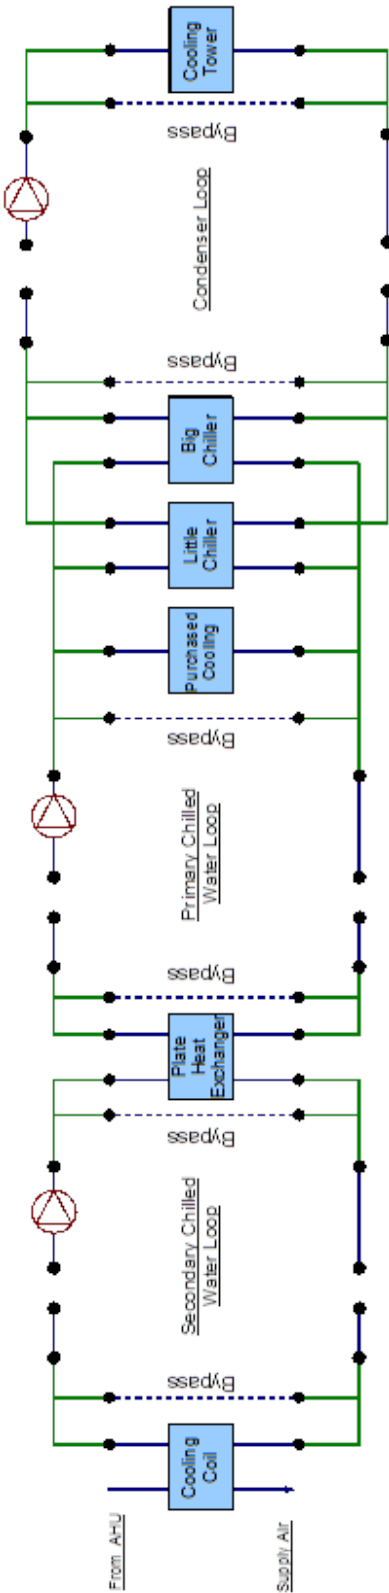 Cooling
Tower
Bypass
Condenser Loop
Bypass
Big
Chiller
Little
Chiller
Purchased
Cooling
Bypass
Primary Chilled
Water Loop
Bypass
Plate
Heat
Exchanger
Bypass
Secondary Chilled
Water Loop
Bypass
Cooling
Coil
From AHU
Supply Air